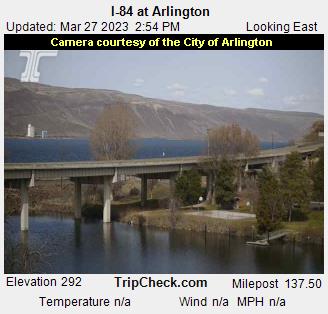 I-84 at Arlington
Updated: Mar 27 2023 2:54 PM Looking East
Camera courtesy of the City of Arlington
Elevation 292 TripCheck.com Milepost 137.50
Temperature n/a Wind n/a MPH n/a